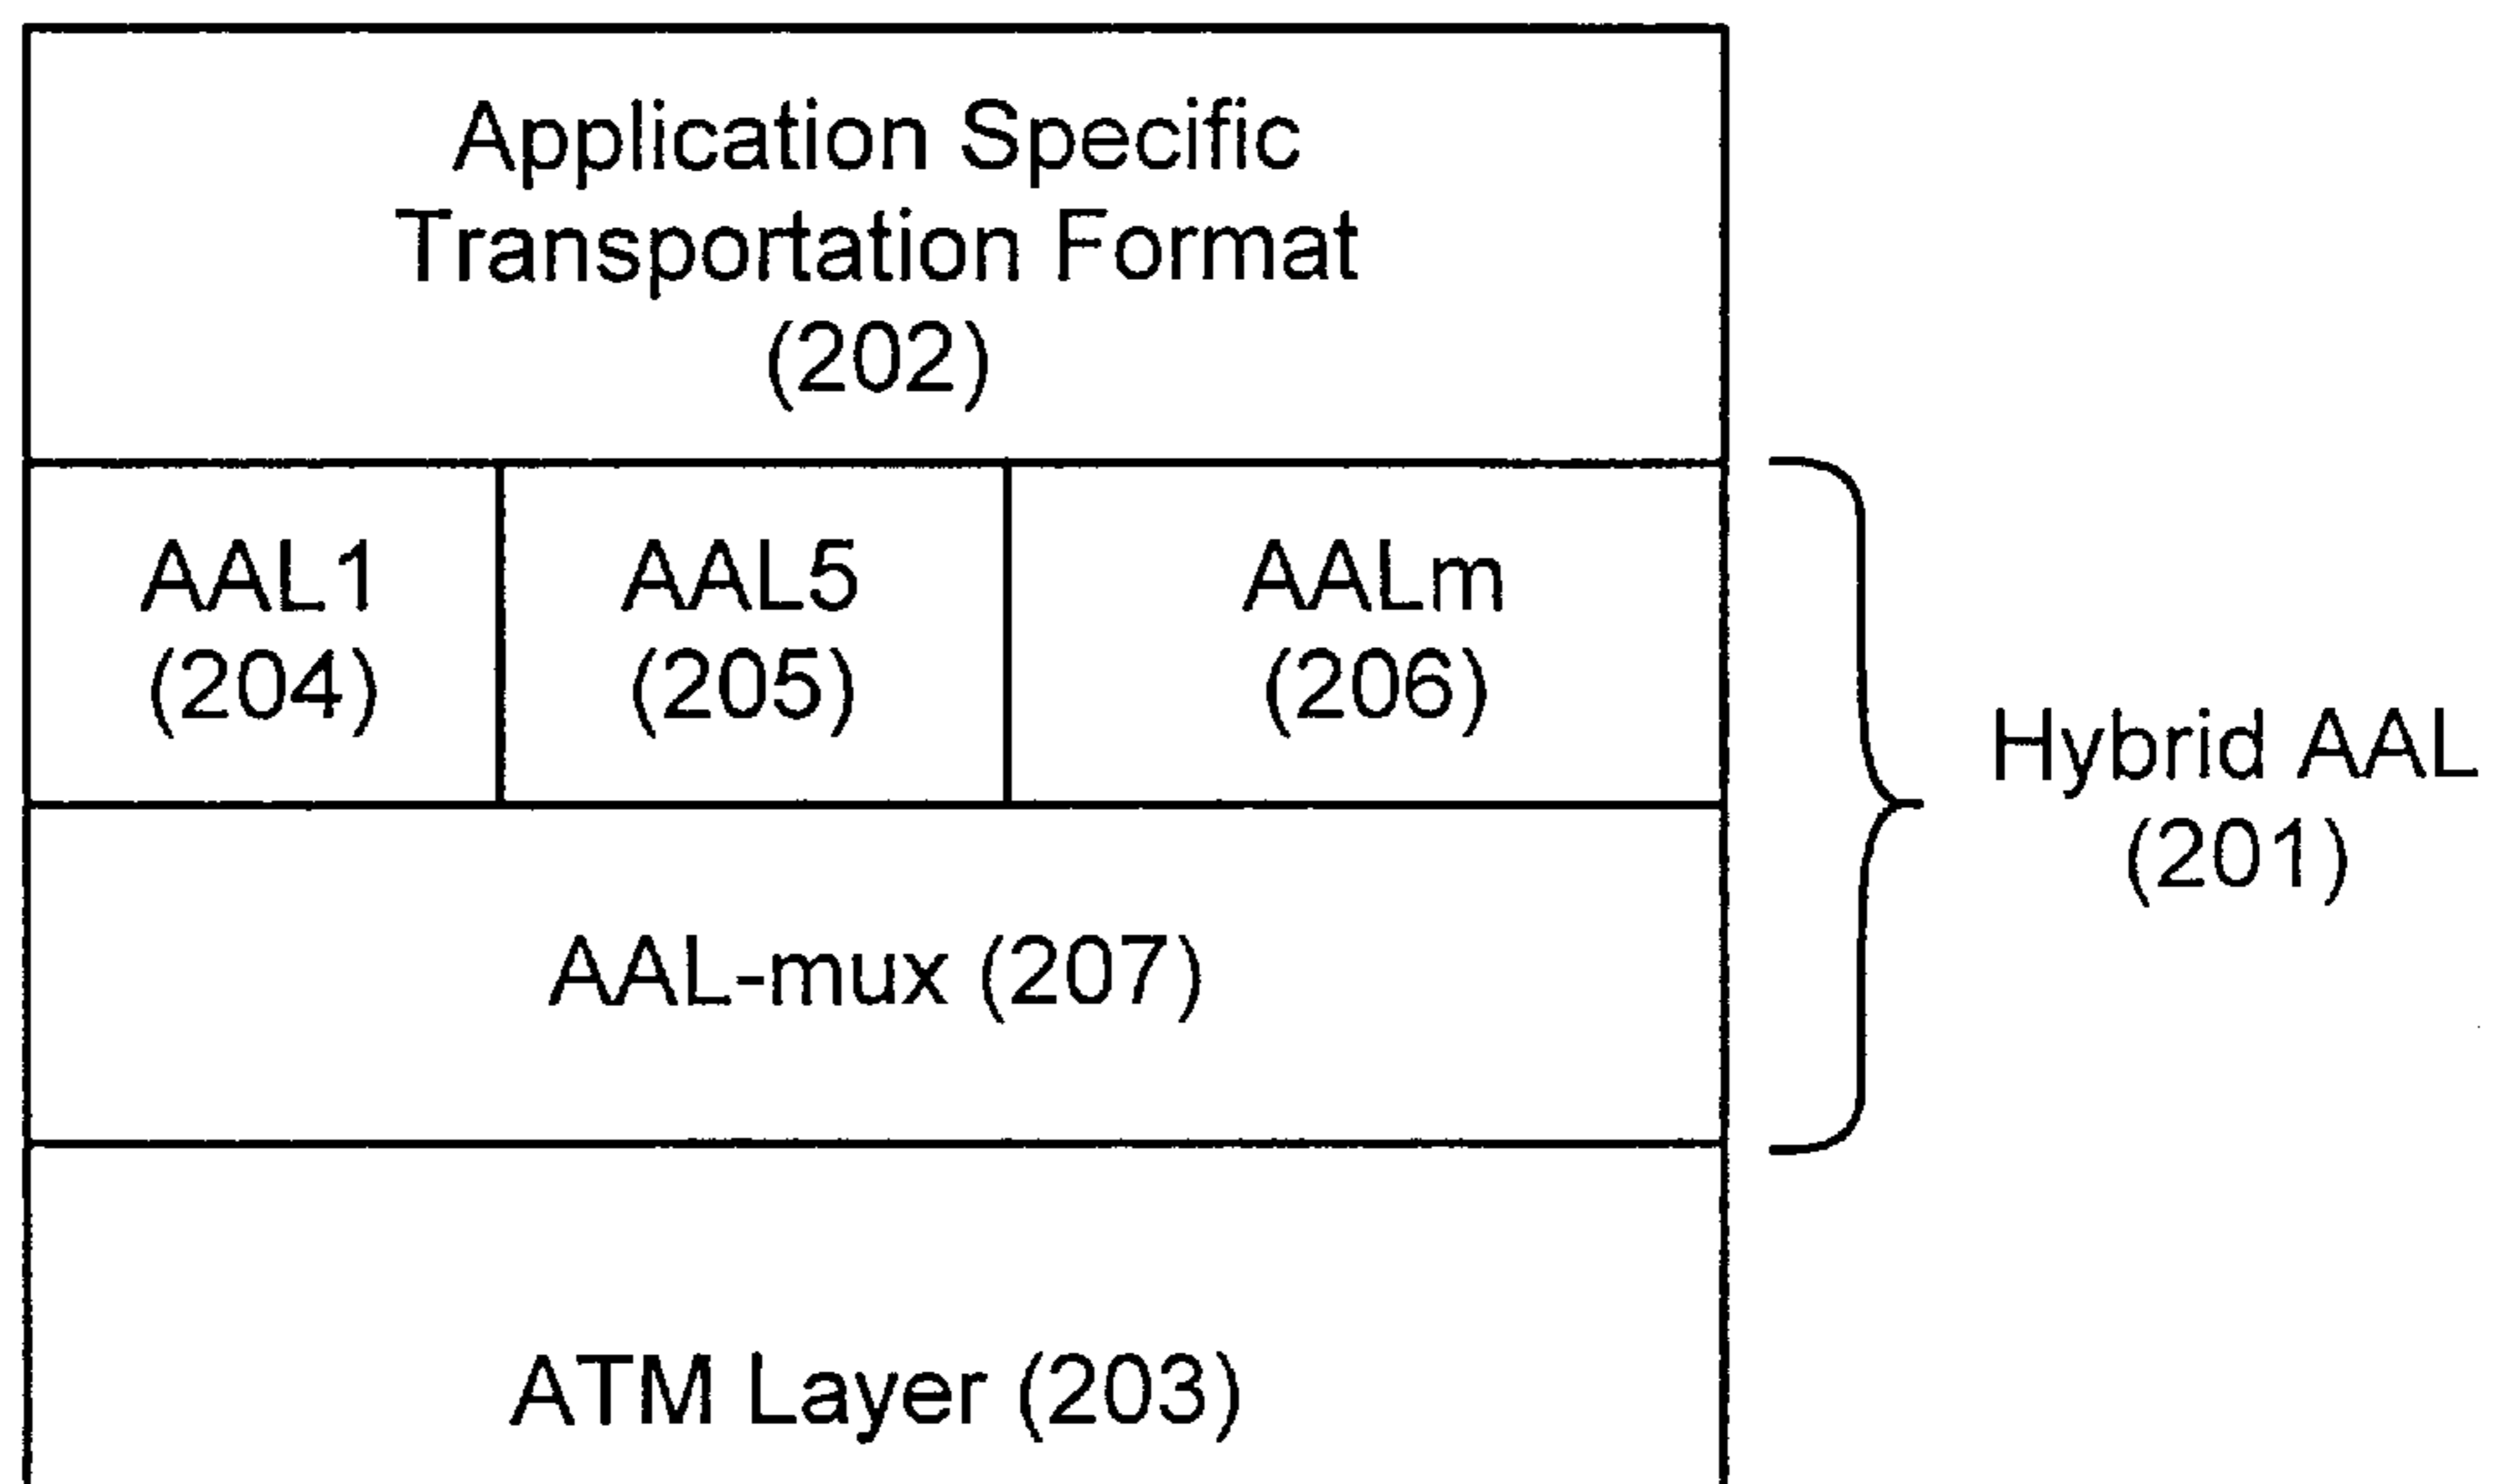 Application Specific
Transportation Format
(202)
AAL1
(204)
AAL5
(205)
AALm
(206)
Hybrid AAL
(201)
AAL-mux (207)
ATM Layer (203)